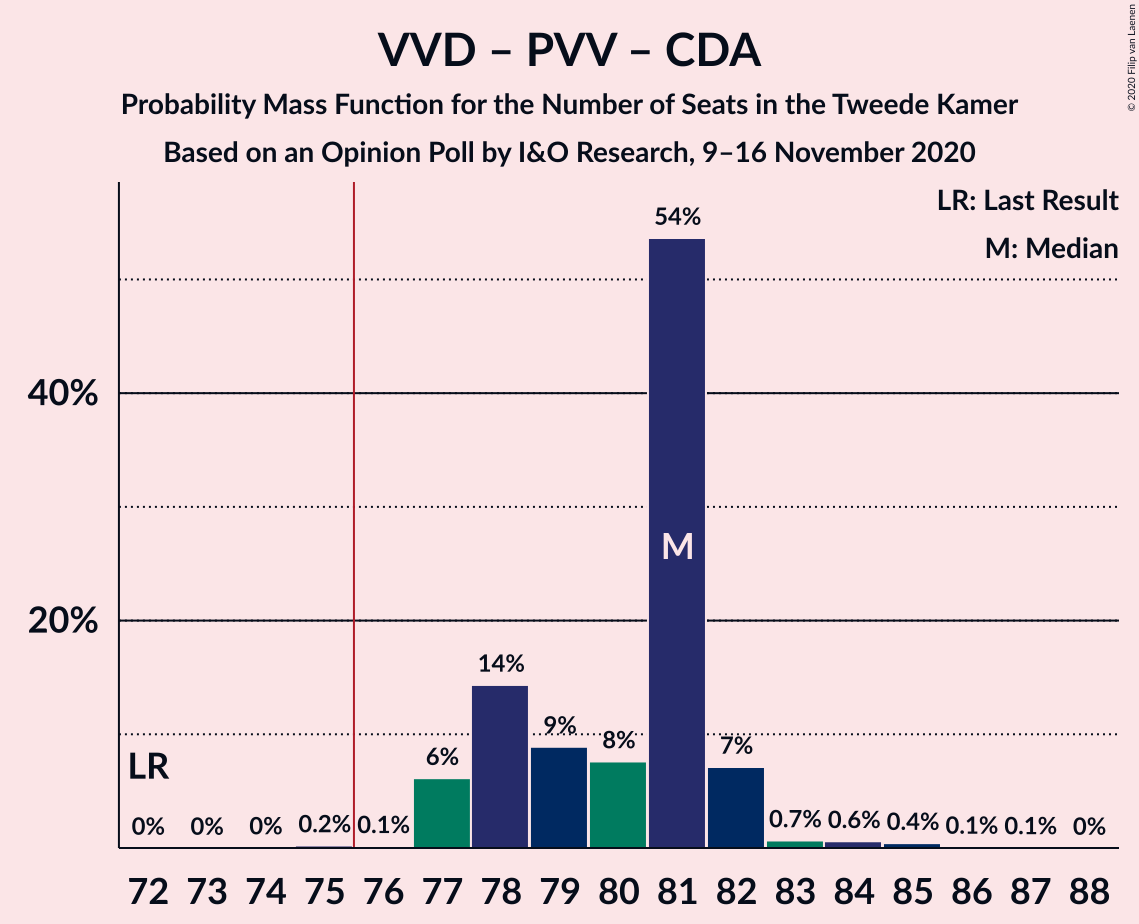 VVD – PVV – CDA
Probability Mass Function for the Number of Seats in the Tweede Kamer
Based on an Opinion Poll by I&O Research, 9–16 November 2020
© 2020 Filip van Laenen
LR: Last Result
M: Median
40%
20%
LR
M
0%
0%
0%
0.2%
0.1%
6%
14%
9%
8%
54%
7%
0.7%
0.6%
0.4%
0.1%
0.1%
0%
72 73 74 75 76 77 78 79 80 81 82 83 84 85 86 87 88